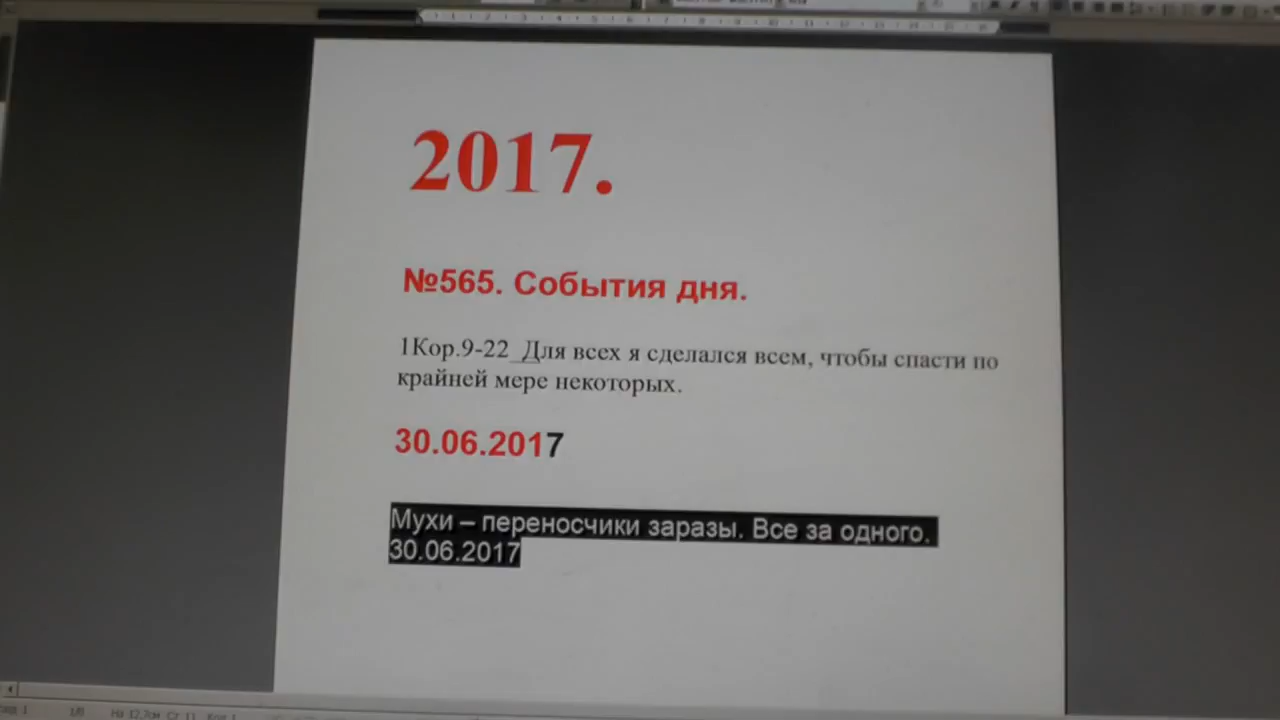 2017.
№565. События дня.
1Кор.9-22_Для всех я сделался всем, чтобы спасти по
крайней мере некоторых.
30.06.2017
Мухи – переносчики заразы. Все за одного.
30.06.2017